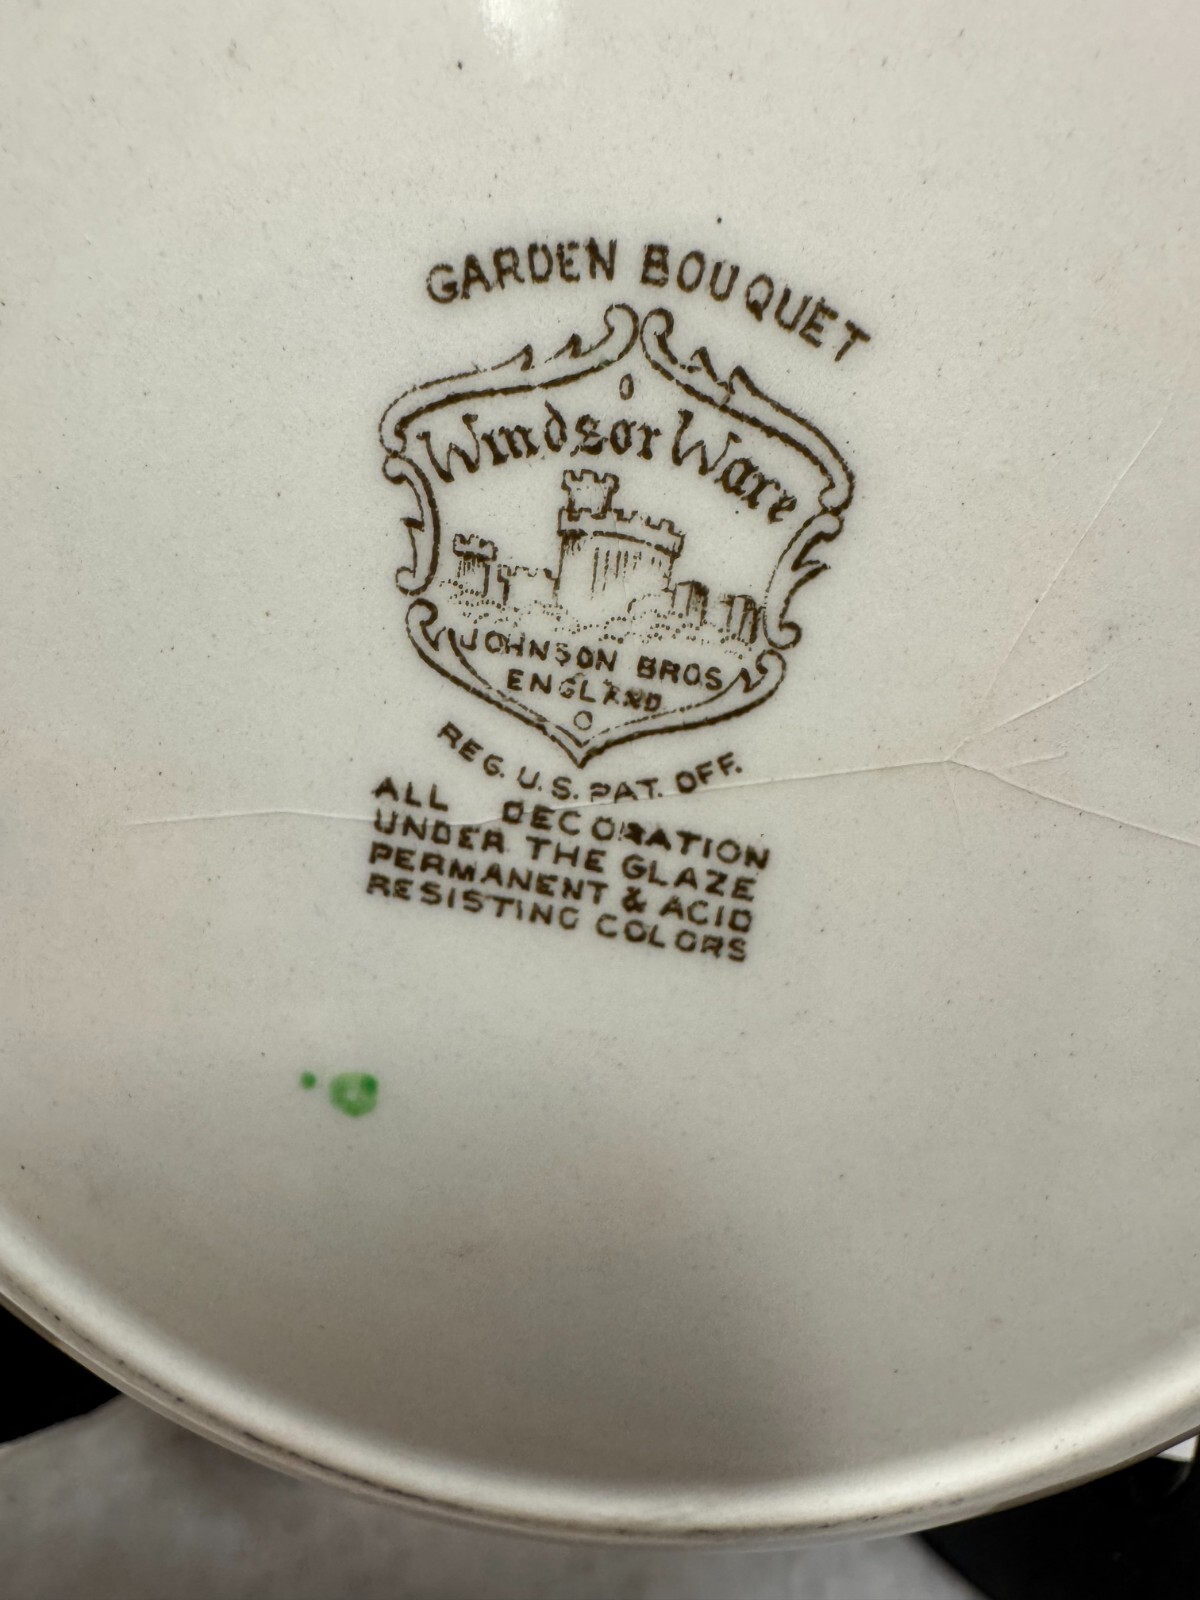 GARDEN BOUQUET
Windsor Ware
JOHNSON BROS
ENGLAND
REG. U.S. PAT. OFF.
ALL DECORATION
UNDER THE GLAZE
PERMANENT & ACID
RESISTING COLORS